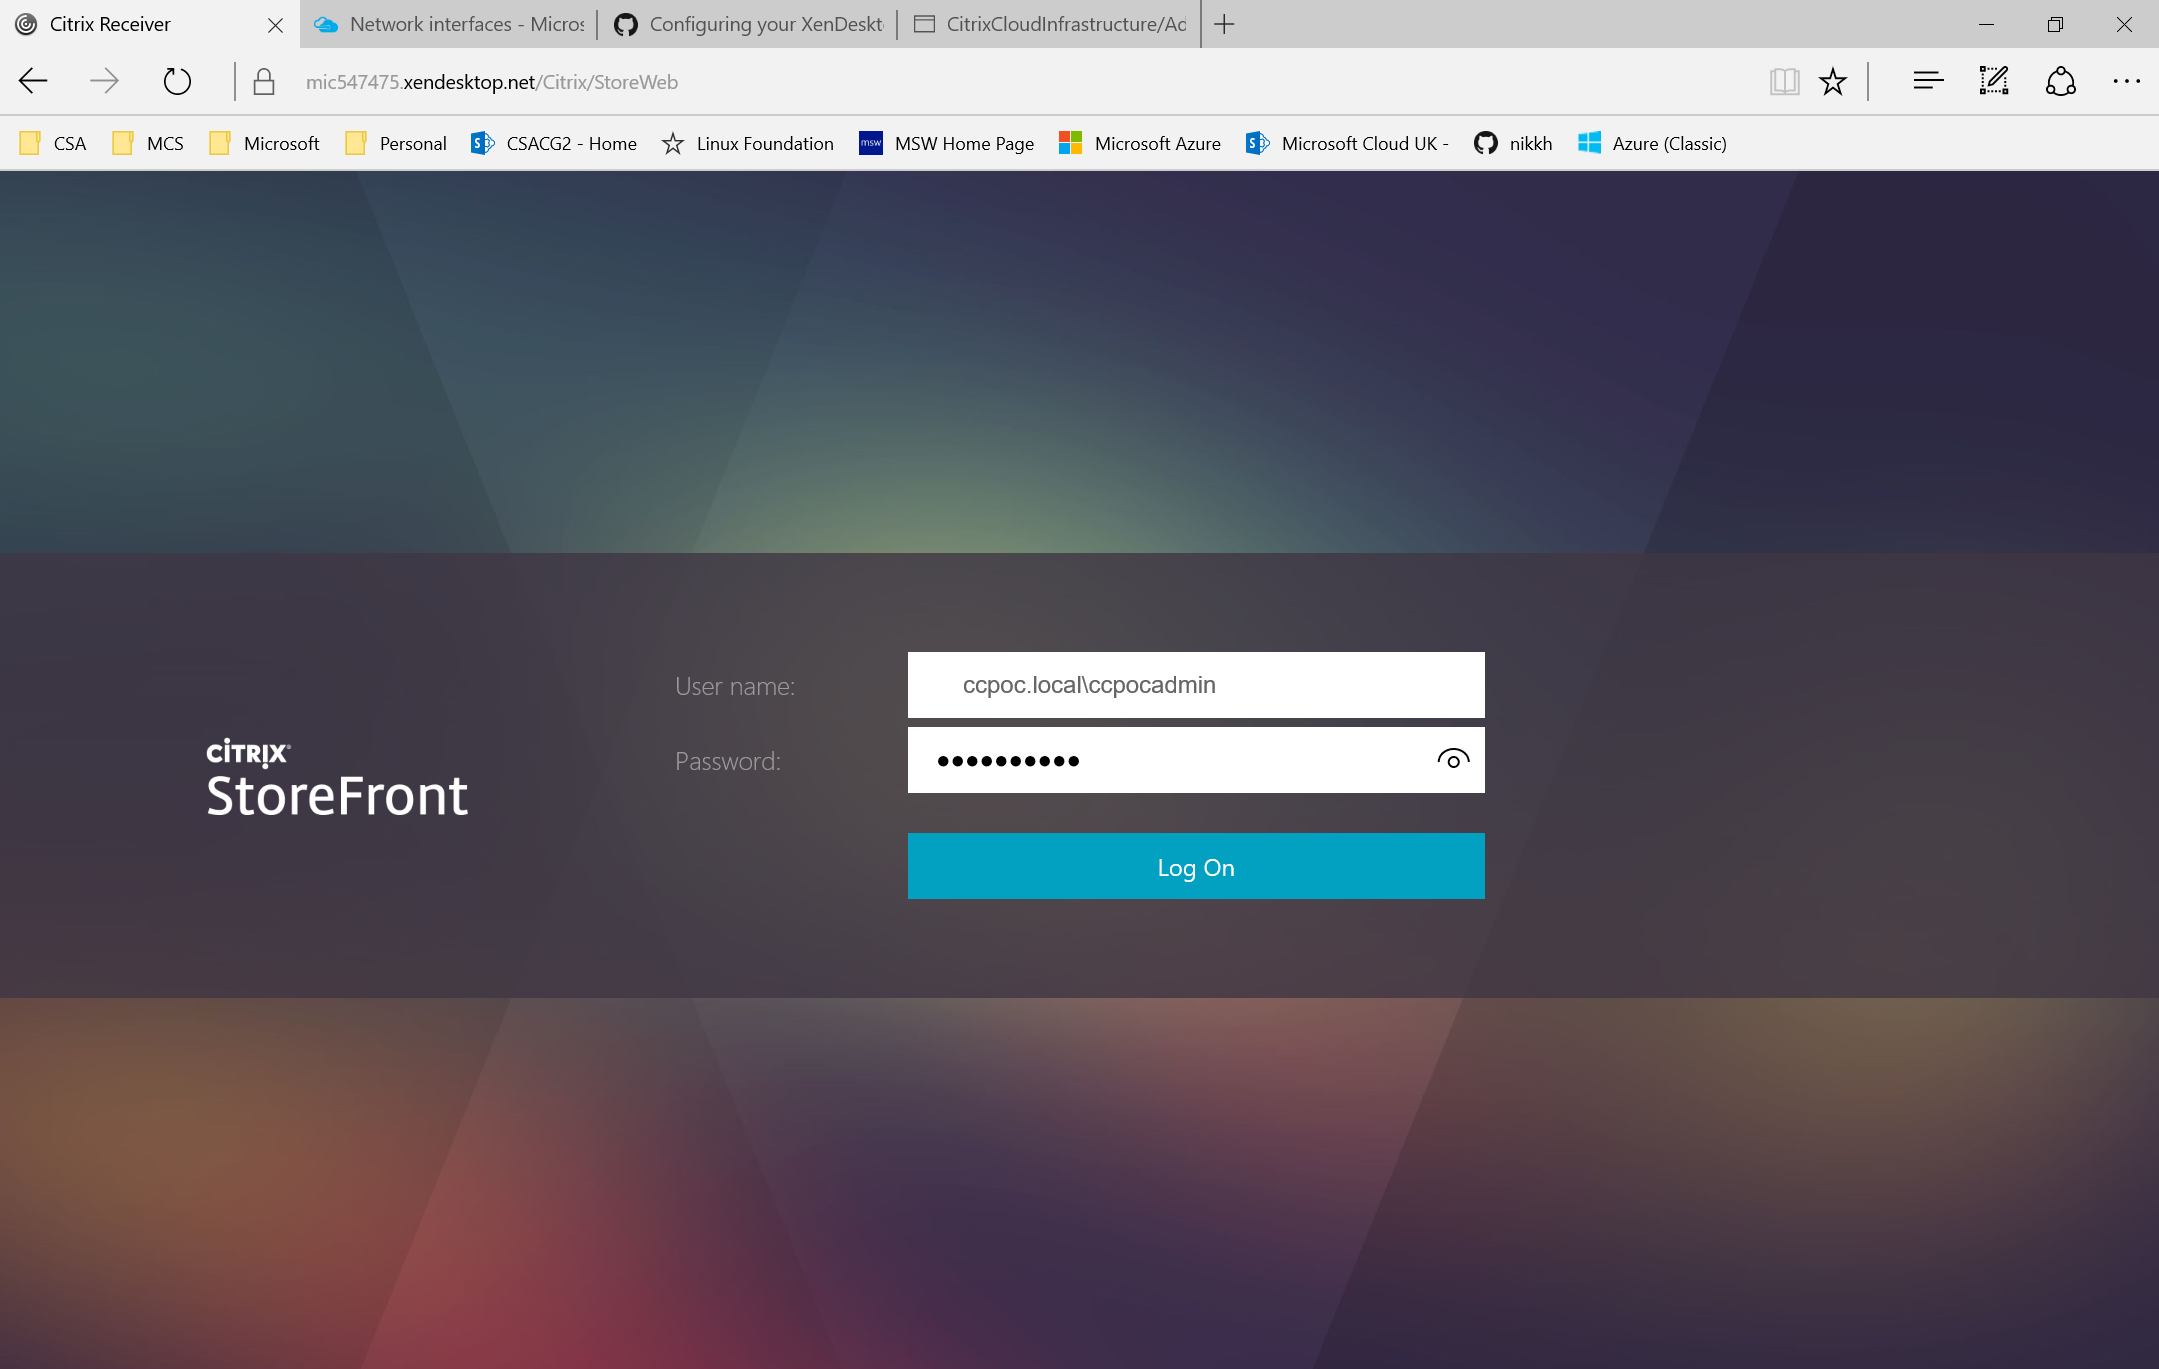 Citrix Receiver
Network interfaces - Micros
Configuring your XenDeskt
CitrixCloudInfrastructure/Ad
mic547475.xendesktop.net/Citrix/StoreWeb
CSA MCS Microsoft Personal CSACG2 - Home Linux Foundation msw MSW Home Page Microsoft Azure Microsoft Cloud UK - nikkh Azure (Classic)
User name:
ccpoc.local\ccpocadmin
CITRIX
StoreFront
Password:
••••••••••
Log On